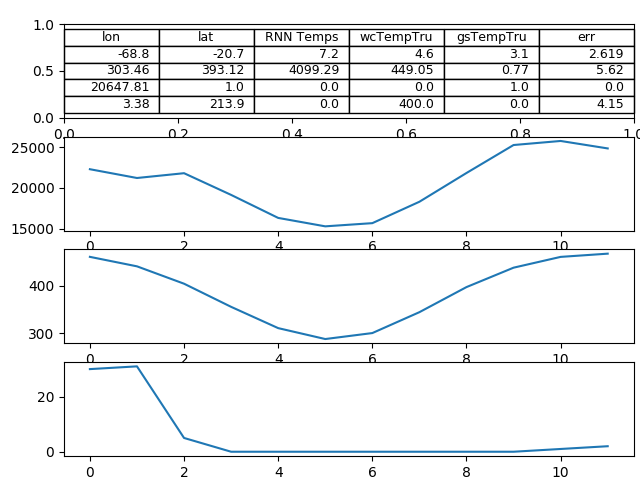 1.0
lon lat RNN Temps wcTempTru gsTempTru err
-68.8 -20.7 7.2 4.6 3.1 2.619
0.5 303.46 393.12 4099.29 449.05 0.77 5.62
20647.81 1.0 0.0 0.0 1.0 0.0
3.38 213.9 0.0 400.0 0.0 4.15
0.0
0.0 0.2 0.4 0.6 0.8 1.0
25000
20000
15000
0 2 4 6 8 10
400
300
0 2 4 6 8 10
20
0
0 2 4 6 8 10